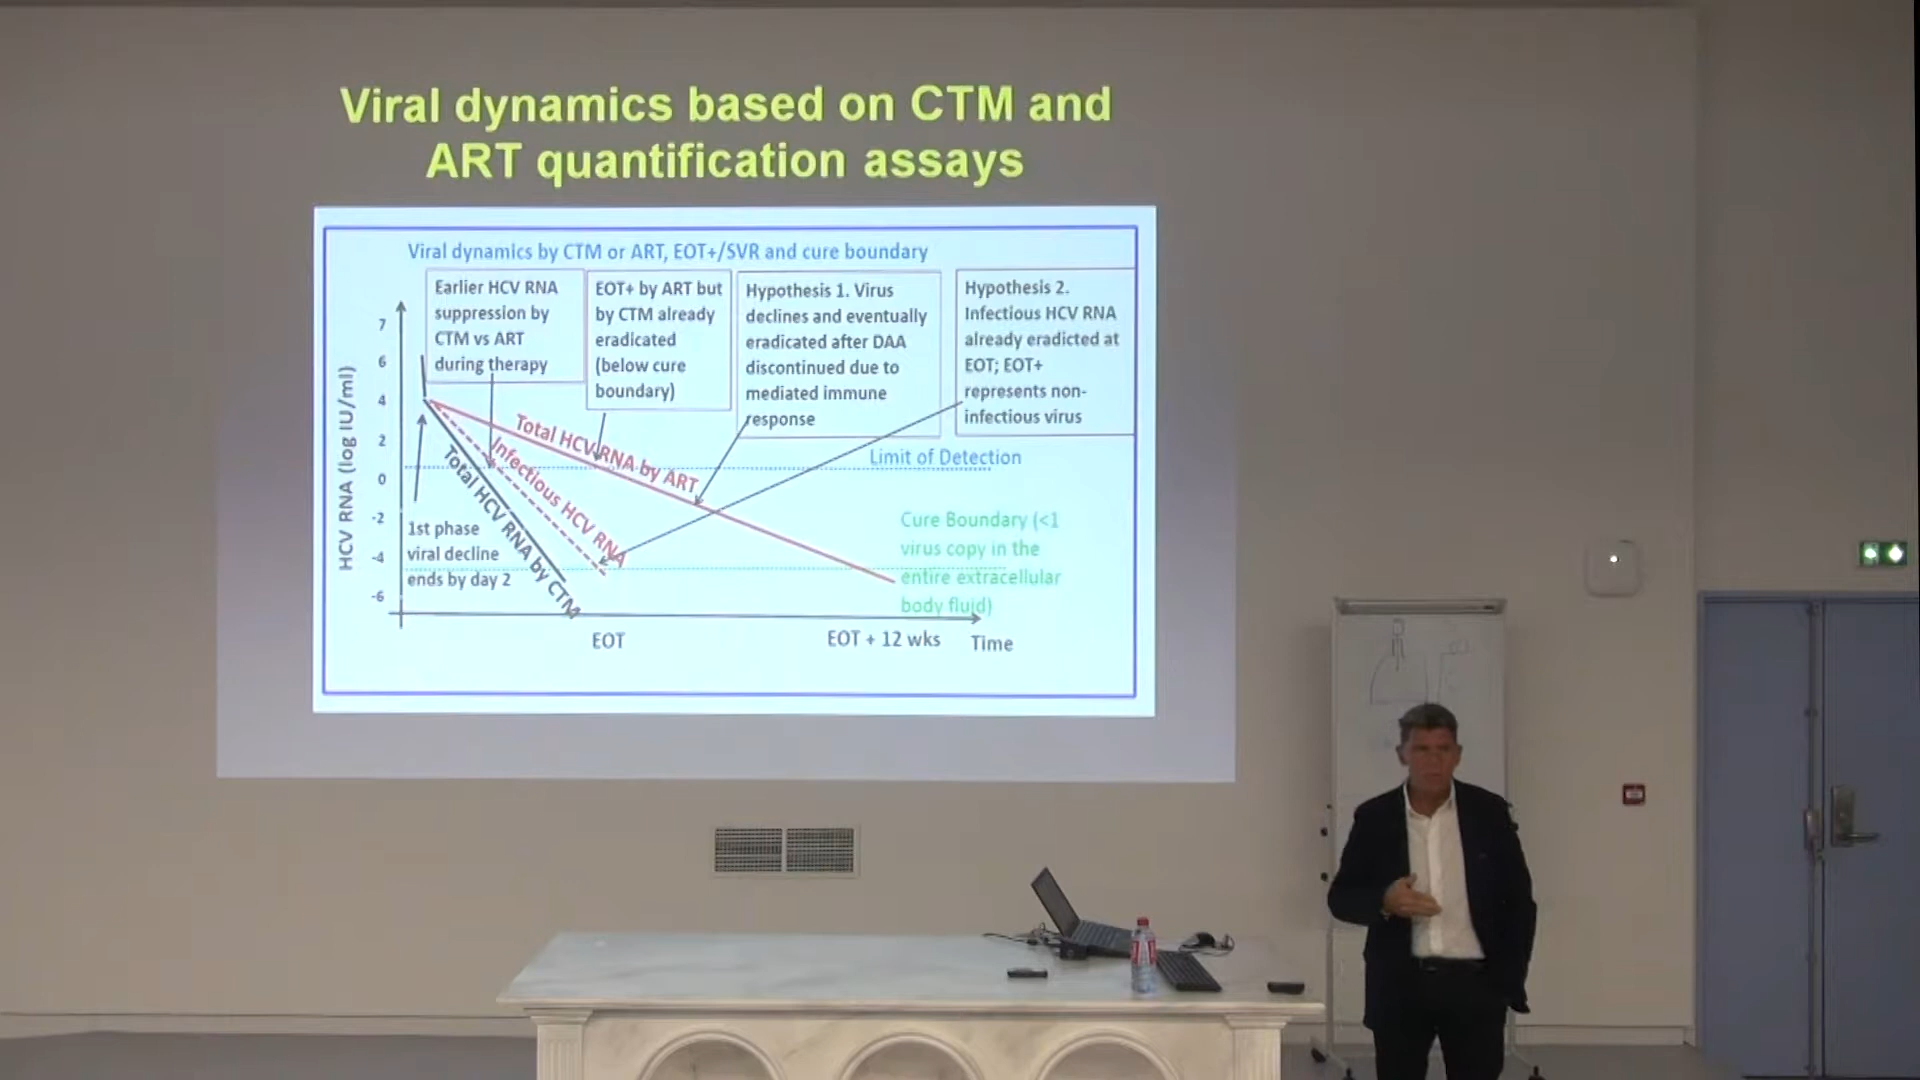 Viral dynamics based on CTM and
ART quantification assays
Viral dynamics by CTM or ART, EOT+/SVR and cure boundary
Earlier HCV RNA
suppression by
CTM vs ART
during therapy
EOT+ by ART but
by CTM already
eradicated
(below cure
boundary)
Hypothesis 1. Virus
declines and eventually
eradicated after DAA
discontinued due to
mediated immune
response
Hypothesis 2.
Infectious HCV RNA
already eradicted at
EOT; EOT+
represents non-
infectious virus
HCV RNA (log IU/ml)
7
6
4
2
0
-2
-4
-6
Total HCV RNA by ART
Infectious HCV RNA
Total HCV RNA by CTM
Limit of Detection
1st phase
viral decline
ends by day 2
Cure Boundary (<1
virus copy in the
entire extracellular
body fluid)
EOT
EOT + 12 wks
Time